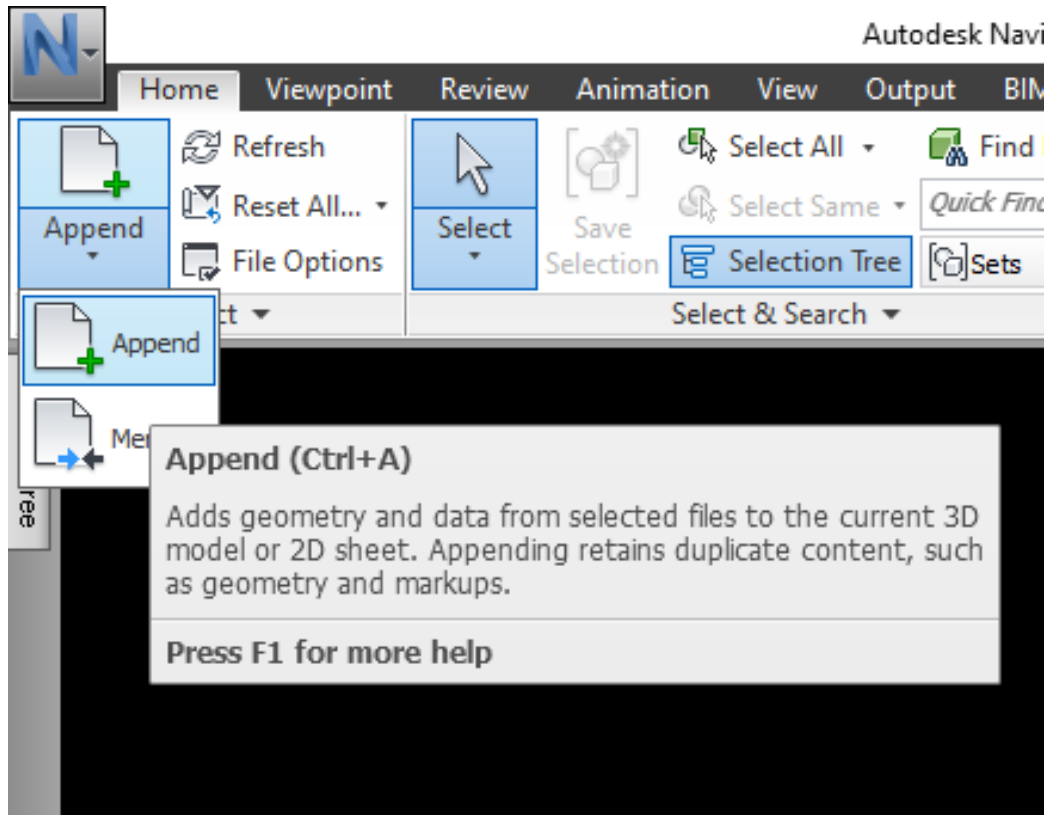 Autodesk Navi
Home Viewpoint Review Animation View Output BIM
Append
Refresh
Reset All...
File Options
Select
Save
Selection
Select All
Select Same
Selection Tree
Find
Quick Find
Sets
ct
Select & Search
Append
Mer
ree
Append (Ctrl+A)
Adds geometry and data from selected files to the current 3D
model or 2D sheet. Appending retains duplicate content, such
as geometry and markups.
Press F1 for more help